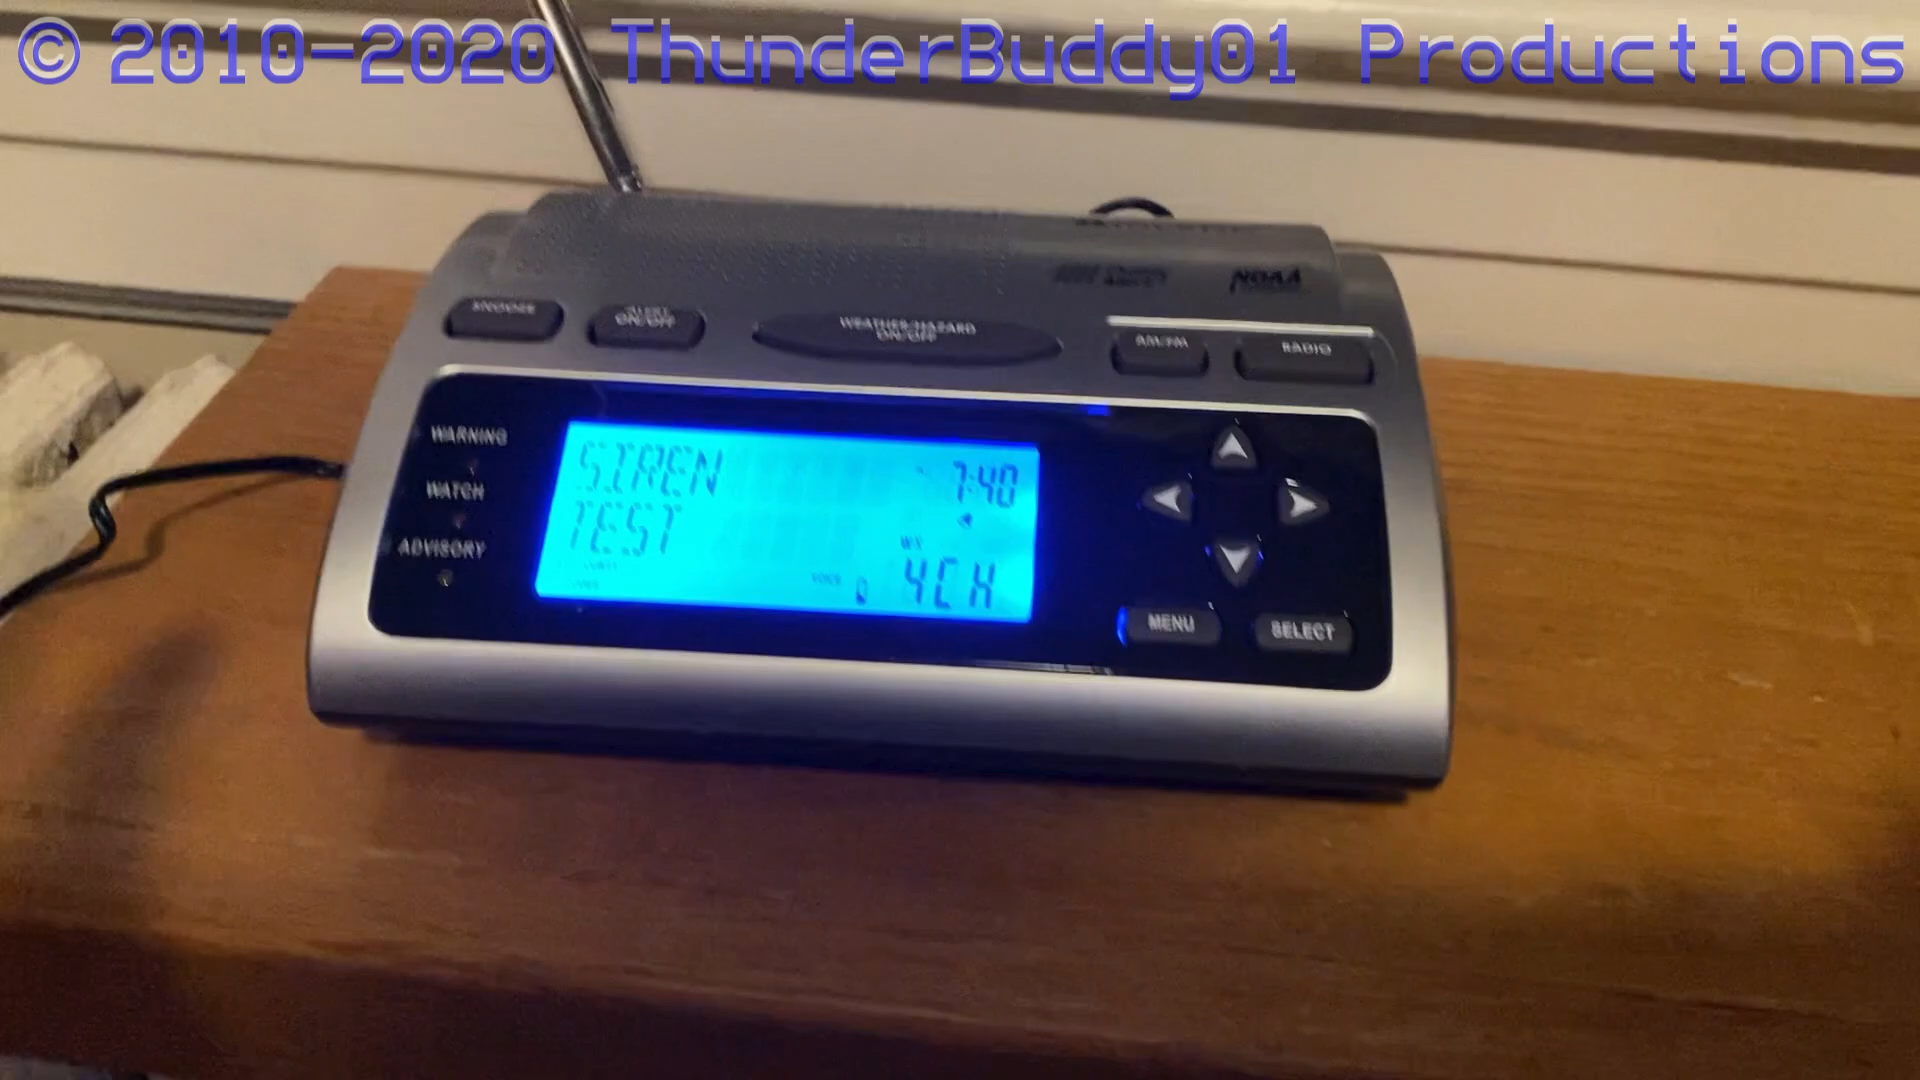 © 2010-2020 ThunderBuddy01 Productions
NOAA
SNOOZE
ALERT
ON/OFF
WEATHER/HAZARD
ON/OFF
AM/FM
RADIO
WARNING
WATCH
ADVISORY
SIREN
7:40
TEST
WX
VOICE
4CH
MENU
SELECT